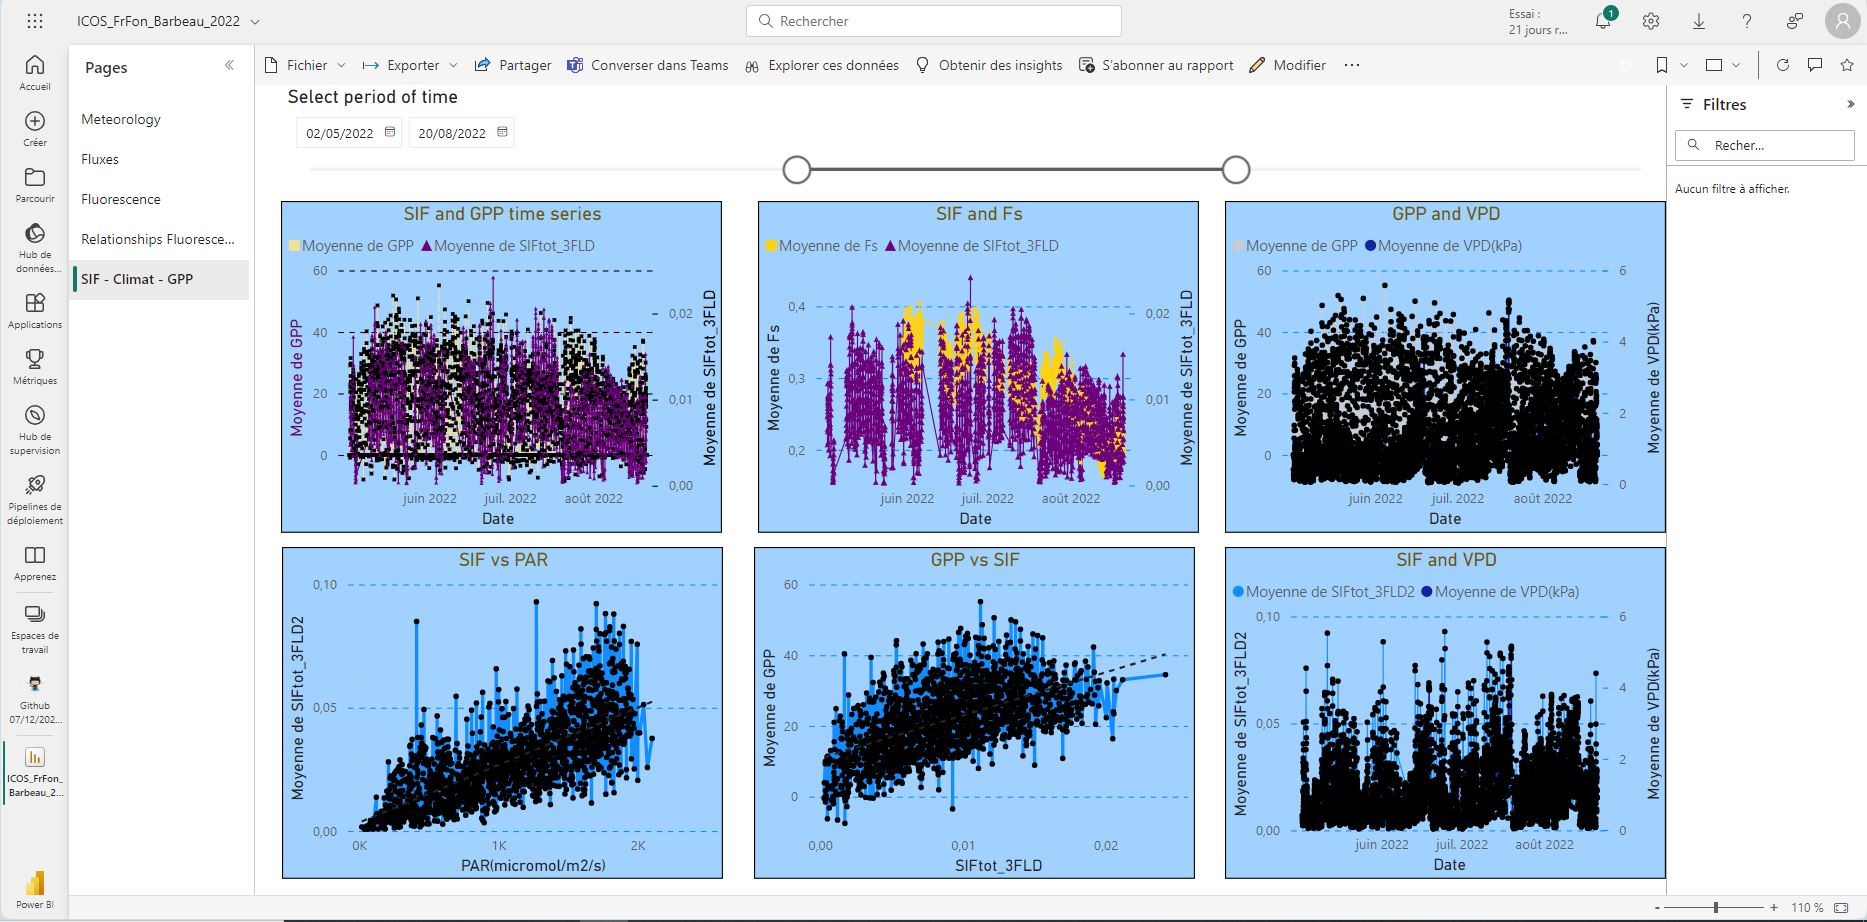 ICOS_FrFon_Barbeau_2022
Rechercher
Essai :
21 jours r...
1
Accueil
Créer
Parcourir
Hub de
données...
Applications
Métriques
Hub de
supervision
Pipelines de
déploiement
Apprenez
Espaces de
travail
Github
07/12/202...
ICOS_FrFon_
Barbeau_2...
Power BI
Pages
Meteorology
Fluxes
Fluorescence
Relationships Fluoresce...
SIF - Climat - GPP
Fichier
Exporter
Partager
Converser dans Teams
Explorer ces données
Obtenir des insights
S'abonner au rapport
Modifier
Select period of time
02/05/2022
20/08/2022
SIF and GPP time series
Moyenne de GPP
Moyenne de SIFtot_3FLD
60
40
20
0
0,02
0,01
0,00
Moyenne de GPP
Moyenne de SIFtot_3FLD
juin 2022
juil. 2022
août 2022
Date
SIF and Fs
Moyenne de Fs
Moyenne de SIFtot_3FLD
0,4
0,3
0,2
0,02
0,01
0,00
Moyenne de Fs
Moyenne de SIFtot_3FLD
juin 2022
juil. 2022
août 2022
Date
GPP and VPD
Moyenne de GPP
Moyenne de VPD(kPa)
60
40
20
0
6
4
2
0
Moyenne de GPP
Moyenne de VPD(kPa)
juin 2022
juil. 2022
août 2022
Date
SIF vs PAR
0,10
0,05
0,00
Moyenne de SIFtot_3FLD2
0K
1K
2K
PAR(micromol/m2/s)
GPP vs SIF
60
40
20
0
Moyenne de GPP
0,00
0,01
0,02
SIFtot_3FLD
SIF and VPD
Moyenne de SIFtot_3FLD2
Moyenne de VPD(kPa)
0,10
0,05
0,00
6
4
2
0
Moyenne de SIFtot_3FLD2
Moyenne de VPD(kPa)
juin 2022
juil. 2022
août 2022
Date
Filtres
Recher...
Aucun filtre à afficher.
- + 110 %